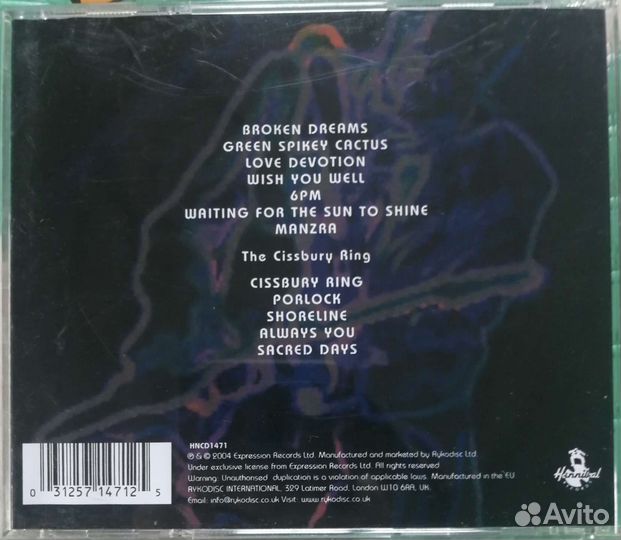 BROKEN DREAMS
GREEN SPIKEY CACTUS
LOVE DEVOTION
WISH YOU WELL
6PM
WAITING FOR THE SUN TO SHINE
MANZRA
The Cissbury Ring
CISSBURY RING
PORLOCK
SHORELINE
ALWAYS YOU
SACRED DAYS
HNCD1471
℗ & © 2004 Expression Records Ltd. Manufactured and marketed by Rykodisc Ltd.
Under exclusive license from Expression Records Ltd. All rights reserved
Warning: Unauthorised duplication is a violation of applicable laws. Manufactured in the EU
RYKODISC INTERNATIONAL, 329 Latimer Road, London W10 6RA, UK.
Email: info@rykodisc.co.uk Visit: www.rykodisc.co.uk
0 31257 14712 5
Hannibal
Avito